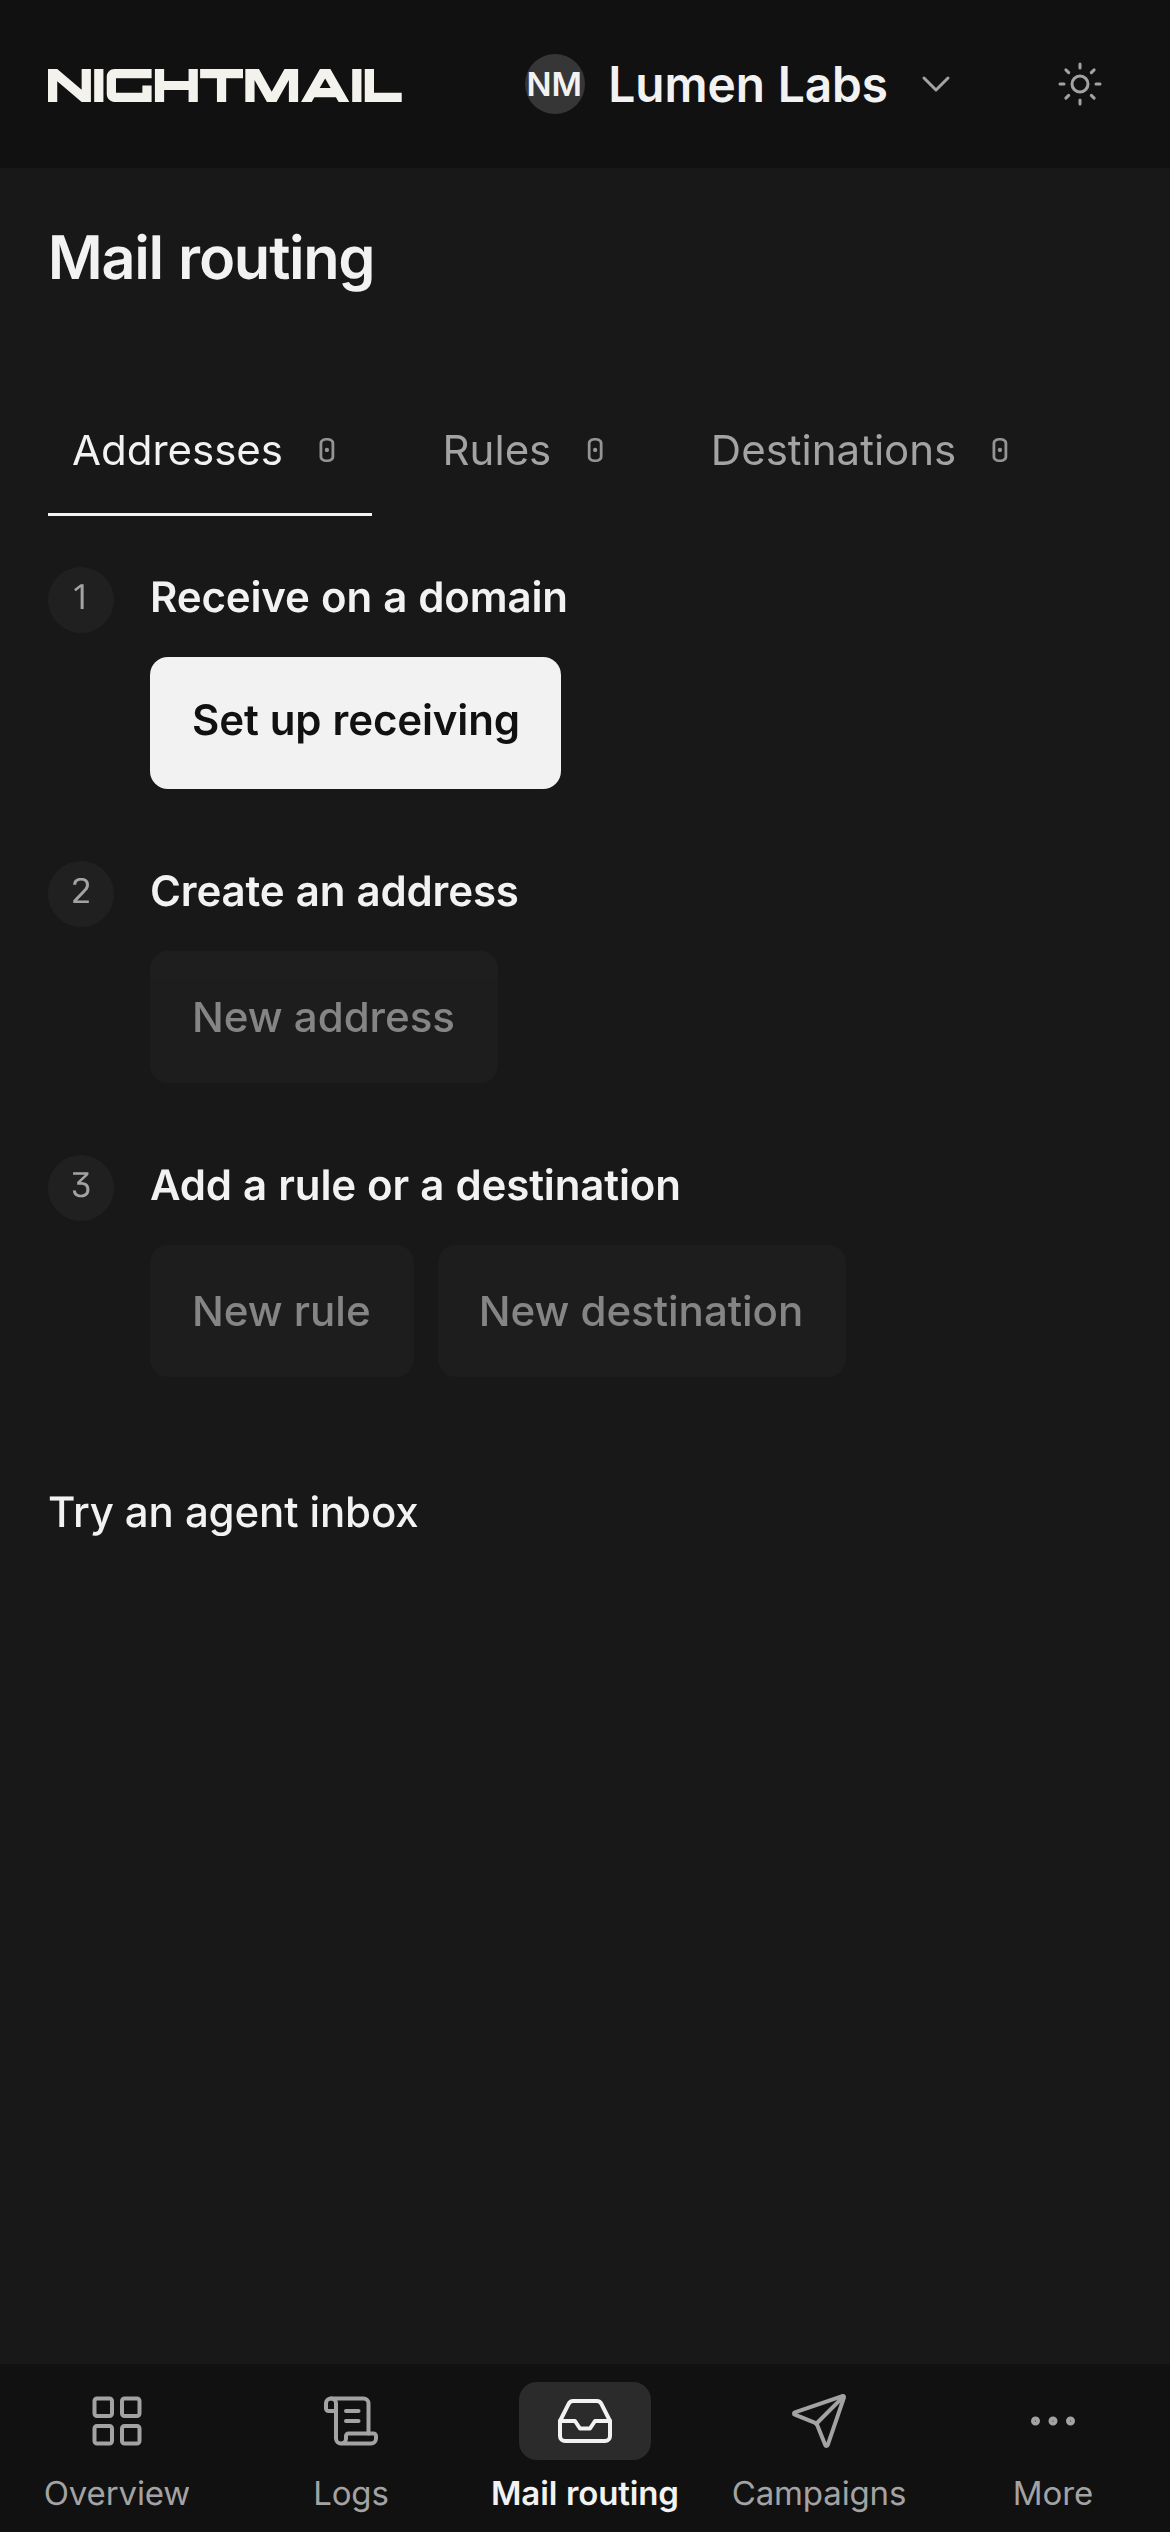 NIGHTMAIL
NM Lumen Labs
Mail routing
Addresses 0 Rules 0 Destinations 0
1 Receive on a domain
Set up receiving
2 Create an address
New address
3 Add a rule or a destination
New rule New destination
Try an agent inbox
Overview Logs Mail routing Campaigns More